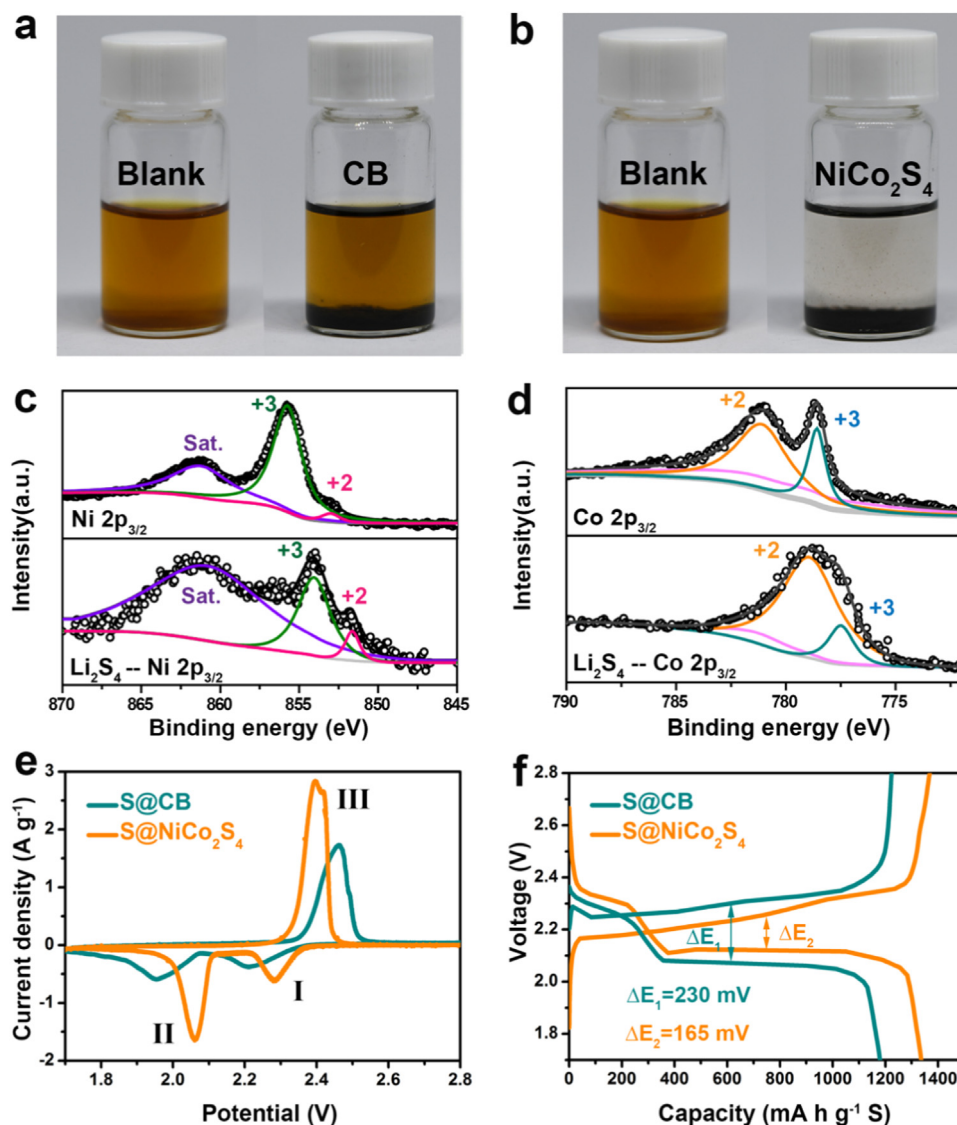 a
Blank
CB
b
Blank
NiCo₂S₄
c
+3
Sat.
+2
Ni 2p₃/₂
+3
Sat.
+2
Li₂S₄ -- Ni 2p₃/₂
Intensity(a.u.)
870 865 860 855 850 845
Binding energy (eV)
d
+2
+3
Co 2p₃/₂
+2
+3
Li₂S₄ -- Co 2p₃/₂
Intensity(a.u.)
790 785 780 775
Binding energy (eV)
e
S@CB
S@NiCo₂S₄
III
I
II
Current density (A g⁻¹)
3
2
1
0
-1
-2
1.8 2.0 2.2 2.4 2.6 2.8
Potential (V)
f
S@CB
S@NiCo₂S₄
ΔE₁
ΔE₂
ΔE₁=230 mV
ΔE₂=165 mV
Voltage (V)
2.8
2.6
2.4
2.2
2.0
1.8
0 200 400 600 800 1000 1200 1400
Capacity (mA h g⁻¹ S)